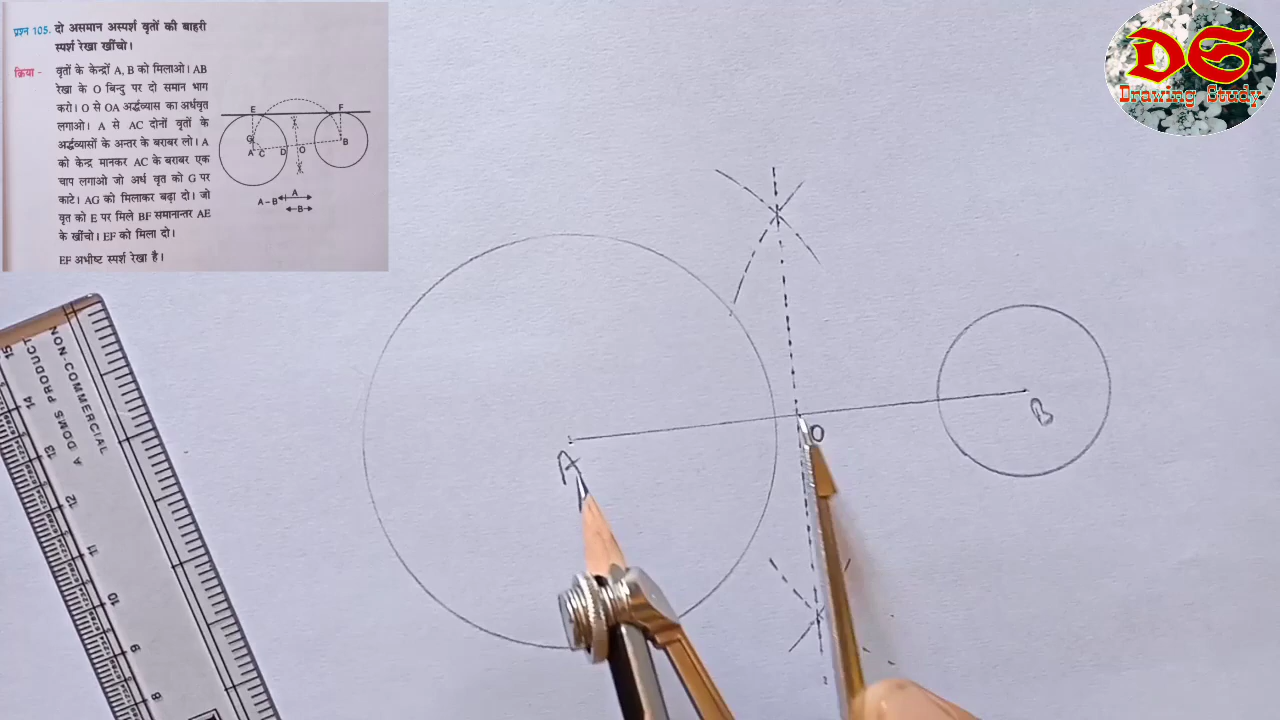 प्रश्न 105. दो असमान अस्पर्श वृतों की बाहरी
स्पर्श रेखा खींचो।
क्रिया - वृतों के केन्द्रों A, B को मिलाओ। AB
रेखा के O बिन्दु पर दो समान भाग
करो। O से OA अर्द्धव्यास का अर्धवृत
लगाओ। A से AC दोनों वृतों के
अर्द्धव्यासों के अन्तर के बराबर लो। A
को केन्द्र मानकर AC के बराबर एक
चाप लगाओ जो अर्ध वृत को G पर
काटे। AG को मिलाकर बढ़ा दो। जो
वृत को E पर मिले BF समानान्तर AE
के खींचो। EF को मिला दो।
EF अभीष्ट स्पर्श रेखा है।
E F
G
A C D O B
A
A-B
B
DS
Drawing Study
A
O
B
NON-COMMERCIAL
DOMS PRODUCT
A
15
14
13
12
11
10
9
8